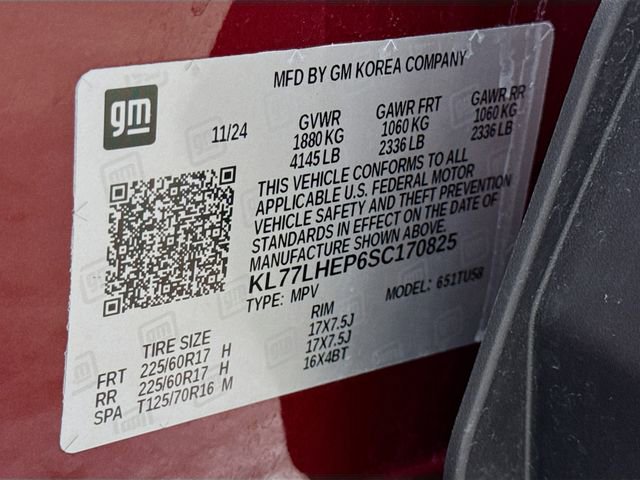 MFD BY GM KOREA COMPANY
gm
11/24
GVWR GAWR FRT GAWR RR
1880 KG 1060 KG 1060 KG
4145 LB 2336 LB 2336 LB
THIS VEHICLE CONFORMS TO ALL
APPLICABLE U.S. FEDERAL MOTOR
VEHICLE SAFETY AND THEFT PREVENTION
STANDARDS IN EFFECT ON THE DATE OF
MANUFACTURE SHOWN ABOVE.
KL77LHEP6SC170825
TYPE: MPV MODEL: 651TU58
TIRE SIZE RIM
FRT 225/60R17 H 17X7.5J
RR 225/60R17 H 17X7.5J
SPA T125/70R16 M 16X4BT